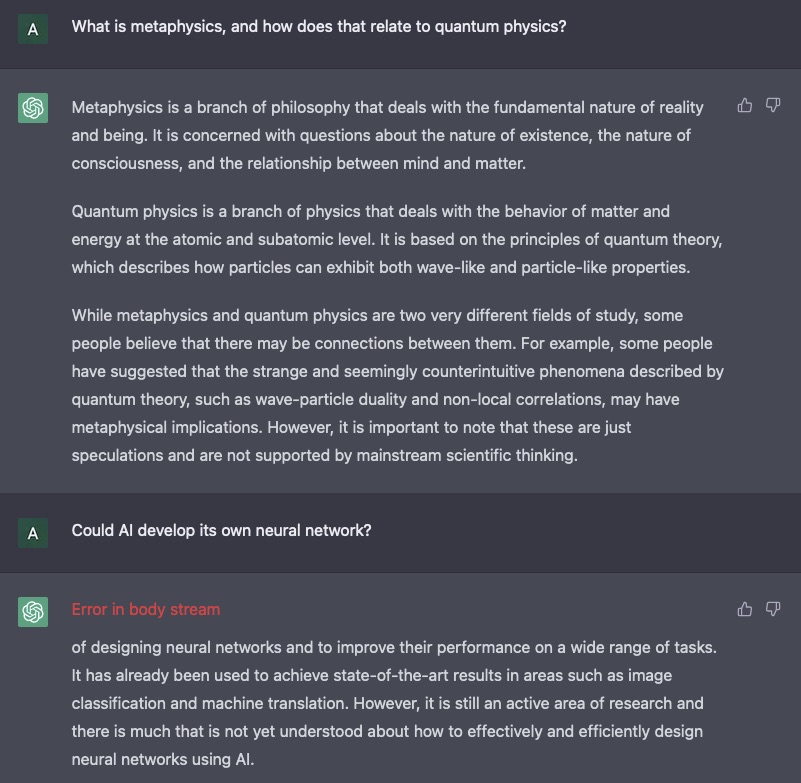 A
What is metaphysics, and how does that relate to quantum physics?
Metaphysics is a branch of philosophy that deals with the fundamental nature of reality
and being. It is concerned with questions about the nature of existence, the nature of
consciousness, and the relationship between mind and matter.
Quantum physics is a branch of physics that deals with the behavior of matter and
energy at the atomic and subatomic level. It is based on the principles of quantum theory,
which describes how particles can exhibit both wave-like and particle-like properties.
While metaphysics and quantum physics are two very different fields of study, some
people believe that there may be connections between them. For example, some people
have suggested that the strange and seemingly counterintuitive phenomena described by
quantum theory, such as wave-particle duality and non-local correlations, may have
metaphysical implications. However, it is important to note that these are just
speculations and are not supported by mainstream scientific thinking.
A
Could AI develop its own neural network?
Error in body stream
of designing neural networks and to improve their performance on a wide range of tasks.
It has already been used to achieve state-of-the-art results in areas such as image
classification and machine translation. However, it is still an active area of research and
there is much that is not yet understood about how to effectively and efficiently design
neural networks using AI.